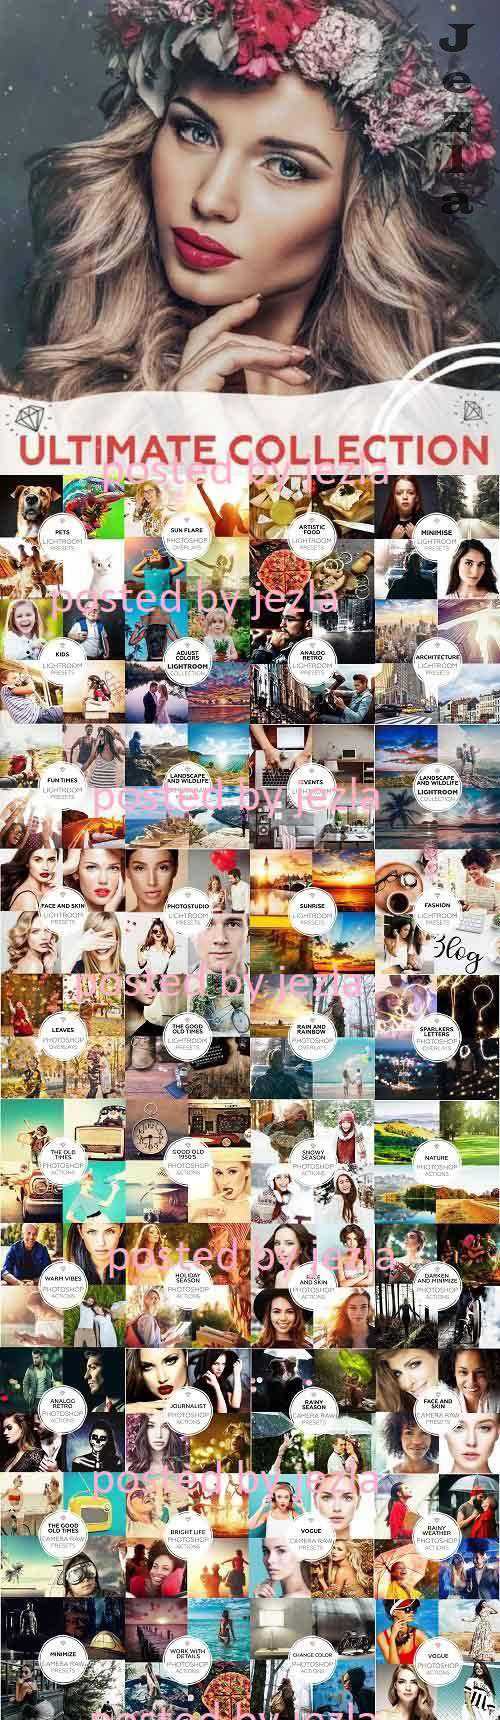 Jezla
ULTIMATE COLLECTION
posted by jezla
PETS
LIGHTROOM
PRESETS
SUN FLARE
PHOTOSHOP
OVERLAYS
ARTISTIC
FOOD
LIGHTROOM
PRESETS
MINIMISE
LIGHTROOM
PRESETS
posted by jezla
KIDS
LIGHTROOM
PRESETS
ADJUST
COLORS
LIGHTROOM
COLLECTION
ANALOG
RETRO
LIGHTROOM
PRESETS
ARCHITECTURE
LIGHTROOM
PRESETS
FUN TIMES
LIGHTROOM
PRESETS
LANDSCAPE
AND WILDLIFE
LANDSCAPE
AND WILDLIFE
LIGHTROOM
COLLECTION
posted by jezla
FACE AND SKIN
LIGHTROOM
PRESETS
PHOTOSTUDIO
LIGHTROOM
PRESETS
SUNRISE
LIGHTROOM
PRESETS
FASHION
LIGHTROOM
PRESETS
Blog
posted by jezla
LEAVES
PHOTOSHOP
OVERLAYS
THE GOOD
OLD TIMES
LIGHTROOM
PRESETS
RAIN AND
RAINBOW
PHOTOSHOP
OVERLAYS
SPARLKERS
LETTERS
PHOTOSHOP
OVERLAYS
THE OLD
TIMES
PHOTOSHOP
ACTIONS
GOOD OLD
1950'S
PHOTOSHOP
ACTIONS
SNOWY
SEASON
PHOTOSHOP
ACTIONS
NATURE
PHOTOSHOP
ACTIONS
posted by jezla
WARM VIBES
PHOTOSHOP
ACTIONS
HOLIDAY
SEASON
PHOTOSHOP
ACTIONS
AND SKIN
PHOTOSHOP
ACTIONS
DARKEN
AND MINIMIZE
PHOTOSHOP
ACTIONS
ANALOG
RETRO
PHOTOSHOP
ACTIONS
JOURNALIST
PHOTOSHOP
ACTIONS
RAINY
SEASON
CAMERA RAW
PRESETS
FACE AND
SKIN
CAMERA RAW
PRESETS
posted by jezla
THE GOOD
OLD TIMES
CAMERA RAW
PRESETS
BRIGHT LIFE
PHOTOSHOP
ACTIONS
VOGUE
CAMERA RAW
PRESETS
RAINY
WEATHER
PHOTOSHOP
ACTIONS
MINIMIZE
CAMERA RAW
PRESETS
WORK WITH
DETAILS
PHOTOSHOP
ACTIONS
CHANGE COLOR
PHOTOSHOP
ACTIONS
VOGUE
PHOTOSHOP
ACTIONS
posted by jezla